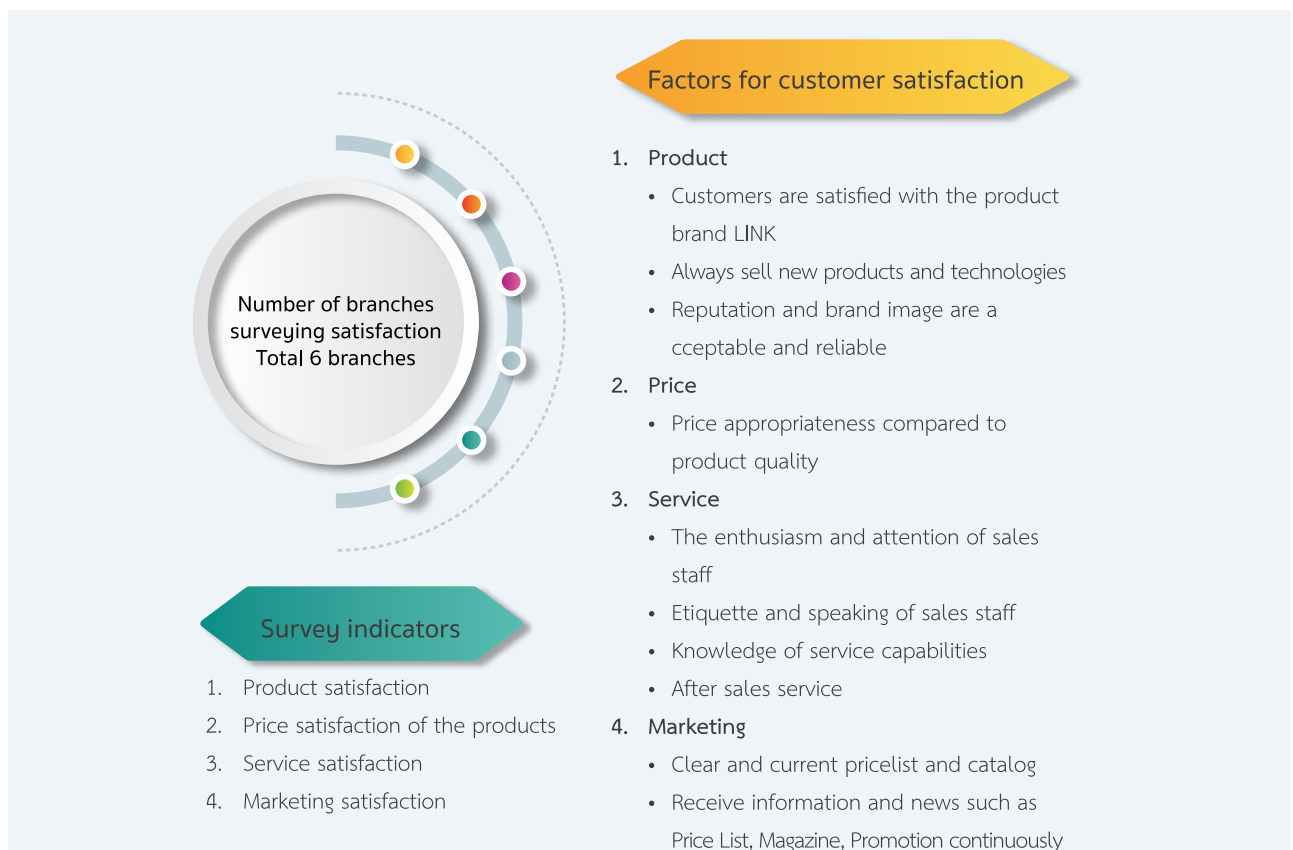 Number of branches
surveying satisfaction
Total 6 branches
Survey indicators
1. Product satisfaction
2. Price satisfaction of the products
3. Service satisfaction
4. Marketing satisfaction
Factors for customer satisfaction
1. Product
• Customers are satisfied with the product
brand LINK
• Always sell new products and technologies
• Reputation and brand image are a
cceptable and reliable
2. Price
• Price appropriateness compared to
product quality
3. Service
• The enthusiasm and attention of sales
staff
• Etiquette and speaking of sales staff
• Knowledge of service capabilities
• After sales service
4. Marketing
• Clear and current pricelist and catalog
• Receive information and news such as
Price List, Magazine, Promotion continuously